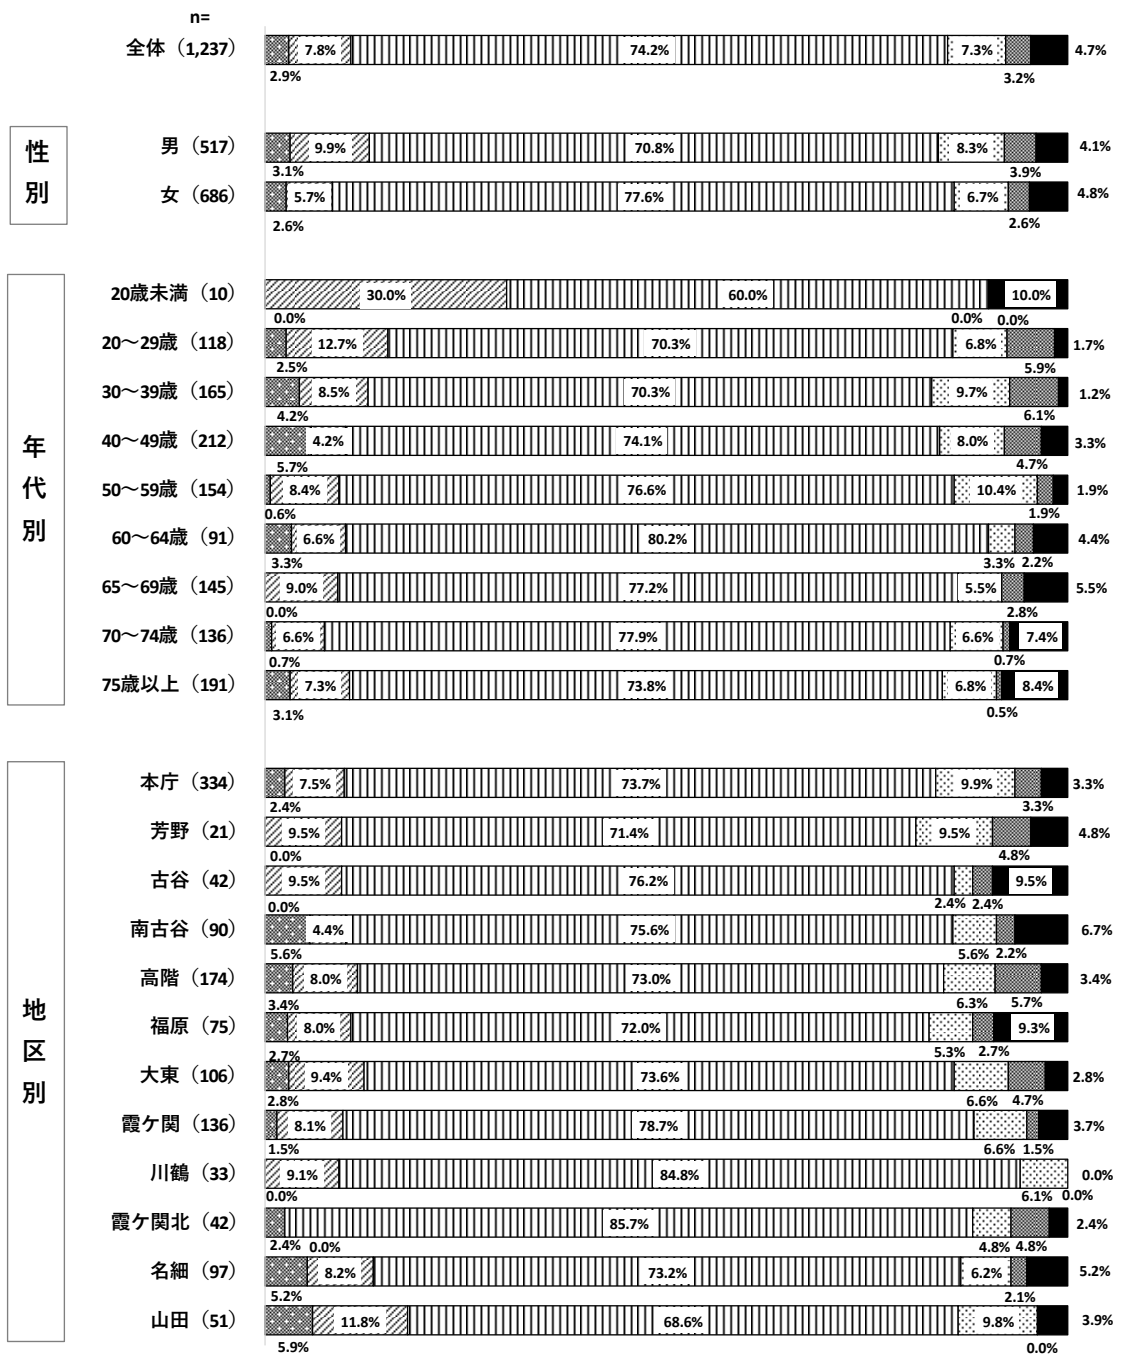 n=
全体（1,237） 7.8% 74.2% 7.3% 4.7%
2.9% 3.2%
性別
男（517） 9.9% 70.8% 8.3% 4.1%
3.1% 3.9%
女（686） 5.7% 77.6% 6.7% 4.8%
2.6% 2.6%
年代別
20歳未満（10） 30.0% 60.0% 10.0%
0.0% 0.0% 0.0%
20～29歳（118） 12.7% 70.3% 6.8% 1.7%
2.5% 5.9%
30～39歳（165） 8.5% 70.3% 9.7% 1.2%
4.2% 6.1%
40～49歳（212） 4.2% 74.1% 8.0% 3.3%
5.7% 4.7%
50～59歳（154） 8.4% 76.6% 10.4% 1.9%
0.6% 1.9%
60～64歳（91） 6.6% 80.2% 4.4%
3.3% 3.3% 2.2%
65～69歳（145） 9.0% 77.2% 5.5% 5.5%
0.0% 2.8%
70～74歳（136） 6.6% 77.9% 6.6% 7.4%
0.7% 0.7%
75歳以上（191） 7.3% 73.8% 6.8% 8.4%
3.1% 0.5%
地区別
本庁（334） 7.5% 73.7% 9.9% 3.3%
2.4% 3.3%
芳野（21） 9.5% 71.4% 9.5% 4.8%
0.0% 4.8%
古谷（42） 9.5% 76.2% 9.5%
0.0% 2.4% 2.4%
南古谷（90） 4.4% 75.6% 6.7%
5.6% 5.6% 2.2%
高階（174） 8.0% 73.0% 3.4%
3.4% 6.3% 5.7%
福原（75） 8.0% 72.0% 9.3%
2.7% 5.3% 2.7%
大東（106） 9.4% 73.6% 2.8%
2.8% 6.6% 4.7%
霞ケ関（136） 8.1% 78.7% 3.7%
1.5% 6.6% 1.5%
川鶴（33） 9.1% 84.8% 0.0%
0.0% 6.1% 0.0%
霞ケ関北（42） 85.7% 2.4%
2.4% 0.0% 4.8% 4.8%
名細（97） 8.2% 73.2% 6.2% 5.2%
5.2% 2.1%
山田（51） 11.8% 68.6% 9.8% 3.9%
5.9% 0.0%